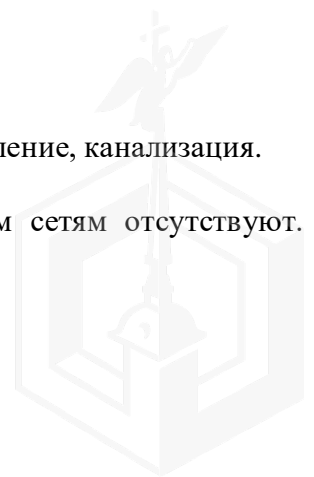 ление, канализация.
м сетям отсутствуют.